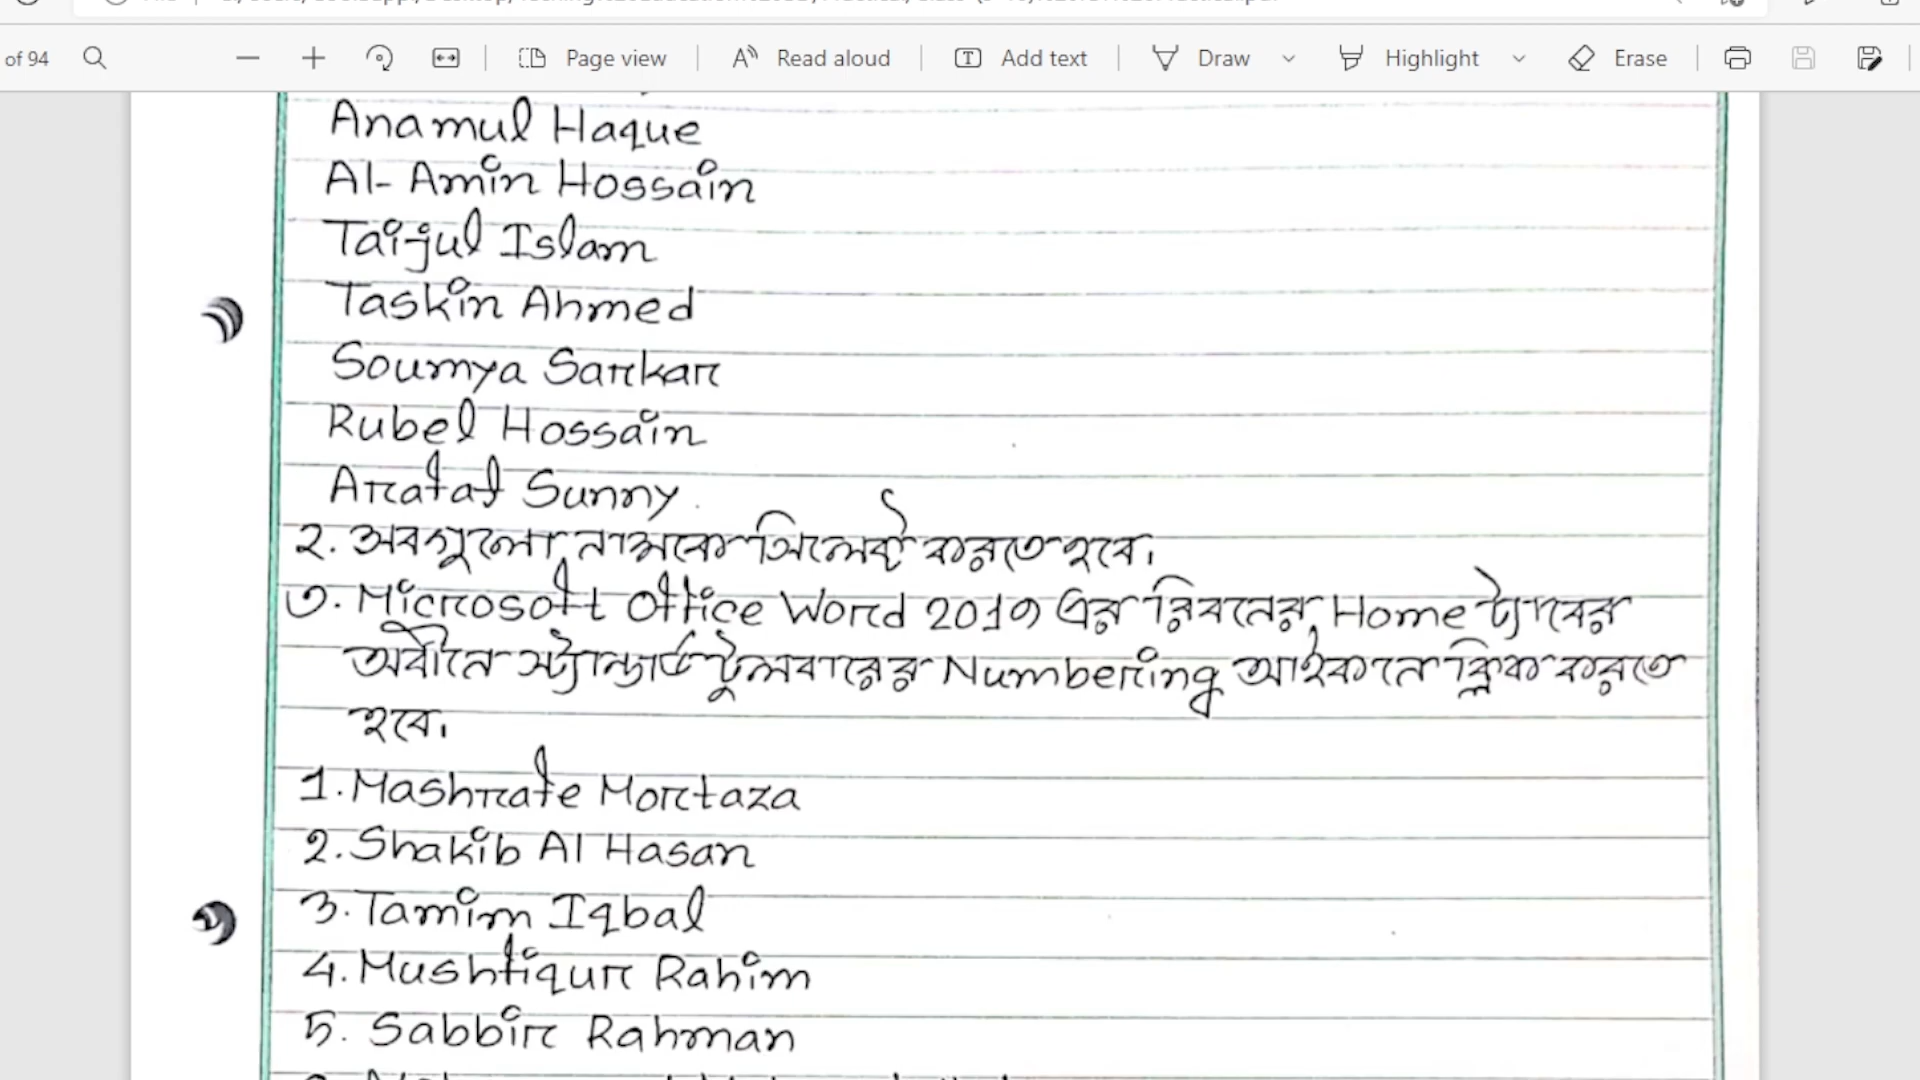 of 94
Page view
Read aloud
Add text
Draw
Highlight
Erase
Anamul Haque
Al-Amin Hossain
Taijul Islam
Taskin Ahmed
Soumya Sarkar
Rubel Hossain
Arafat Sunny
২. সবগুলো নামকে সিলেক্ট করতে হবে।
৩. Microsoft Office Word 2010 এর রিবনের Home ট্যাবের
অধীনে স্ট্যান্ডার্ড টুলবারের Numbering আইকনে ক্লিক করতে
হবে।
1. Mashrafe Mortaza
2. Shakib Al Hasan
3. Tamim Iqbal
4. Mushfiqur Rahim
5. Sabbir Rahman